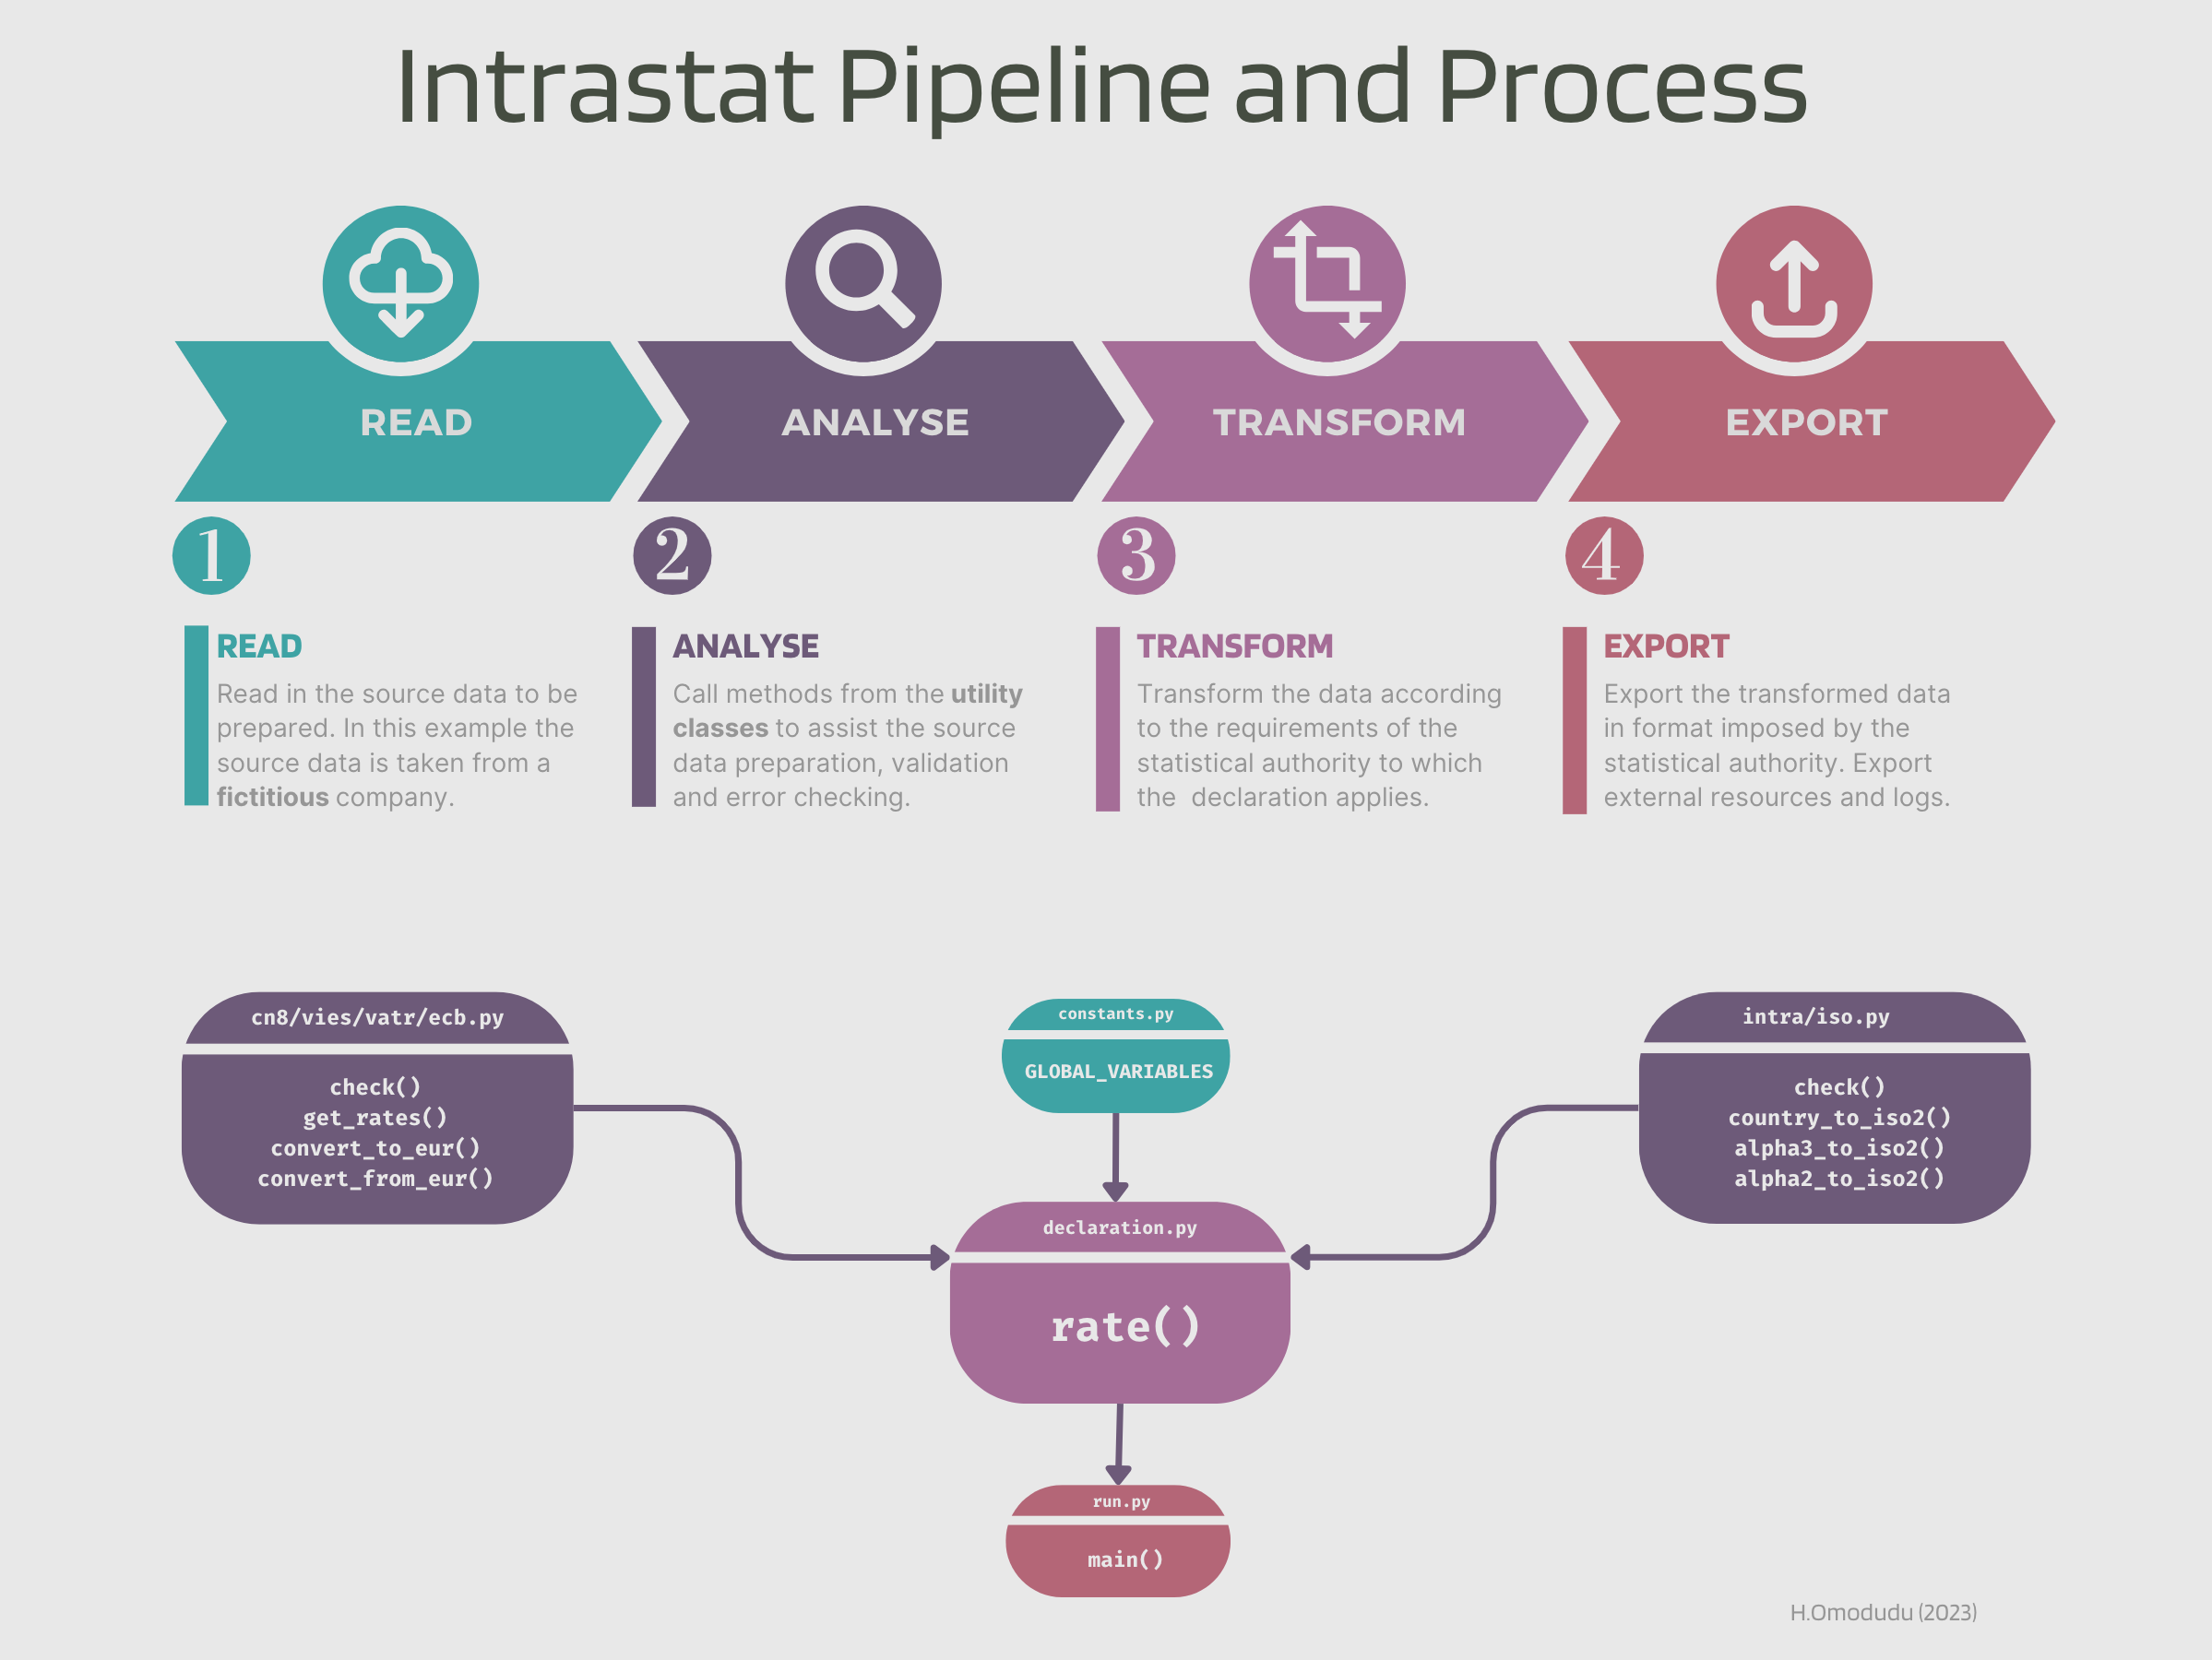 Intrastat Pipeline and Process
READ
ANALYSE
TRANSFORM
EXPORT
1
2
3
4
READ
Read in the source data to be
prepared. In this example the
source data is taken from a
fictitious company.
ANALYSE
Call methods from the utility
classes to assist the source
data preparation, validation
and error checking.
TRANSFORM
Transform the data according
to the requirements of the
statistical authority to which
the  declaration applies.
EXPORT
Export the transformed data
in format imposed by the
statistical authority. Export
external resources and logs.
cn8/vies/vatr/ecb.py
check()
get_rates()
convert_to_eur()
convert_from_eur()
constants.py
GLOBAL_VARIABLES
intra/iso.py
check()
country_to_iso2()
alpha3_to_iso2()
alpha2_to_iso2()
declaration.py
rate()
run.py
main()
H.Omodudu (2023)